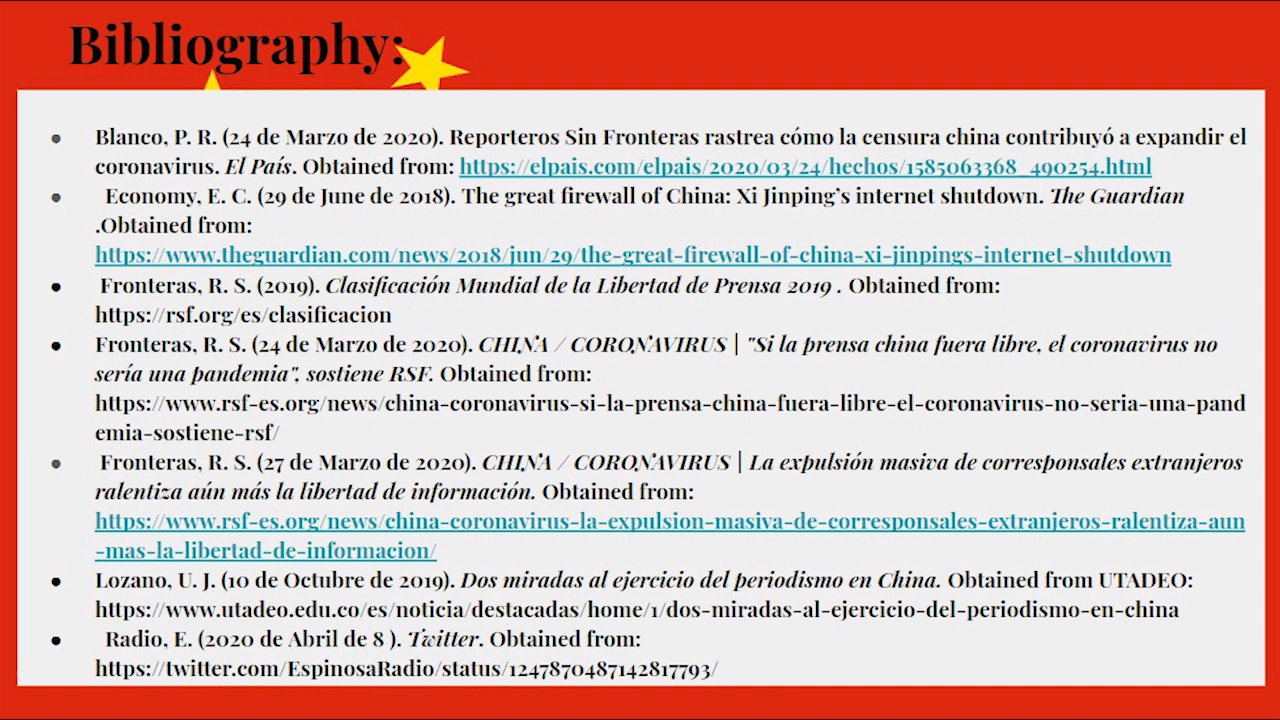 Bibliography:
Blanco, P. R. (24 de Marzo de 2020). Reporteros Sin Fronteras rastrea cómo la censura china contribuyó a expandir el
coronavirus. El País. Obtained from: https://elpais.com/elpais/2020/03/24/hechos/1585063368_490254.html
Economy, E. C. (29 de June de 2018). The great firewall of China: Xi Jinping’s internet shutdown. The Guardian
.Obtained from:
https://www.theguardian.com/news/2018/jun/29/the-great-firewall-of-china-xi-jinpings-internet-shutdown
Fronteras, R. S. (2019). Clasificación Mundial de la Libertad de Prensa 2019 . Obtained from:
https://rsf.org/es/clasificacion
Fronteras, R. S. (24 de Marzo de 2020). CHINA / CORONAVIRUS | "Si la prensa china fuera libre, el coronavirus no
sería una pandemia", sostiene RSF. Obtained from:
https://www.rsf-es.org/news/china-coronavirus-si-la-prensa-china-fuera-libre-el-coronavirus-no-seria-una-pand
emia-sostiene-rsf/
Fronteras, R. S. (27 de Marzo de 2020). CHINA / CORONAVIRUS | La expulsión masiva de corresponsales extranjeros
ralentiza aún más la libertad de información. Obtained from:
https://www.rsf-es.org/news/china-coronavirus-la-expulsion-masiva-de-corresponsales-extranjeros-ralentiza-aun
-mas-la-libertad-de-informacion/
Lozano, U. J. (10 de Octubre de 2019). Dos miradas al ejercicio del periodismo en China. Obtained from UTADEO:
https://www.utadeo.edu.co/es/noticia/destacadas/home/1/dos-miradas-al-ejercicio-del-periodismo-en-china
Radio, E. (2020 de Abril de 8 ). Twitter. Obtained from:
https://twitter.com/EspinosaRadio/status/1247870487142817793/